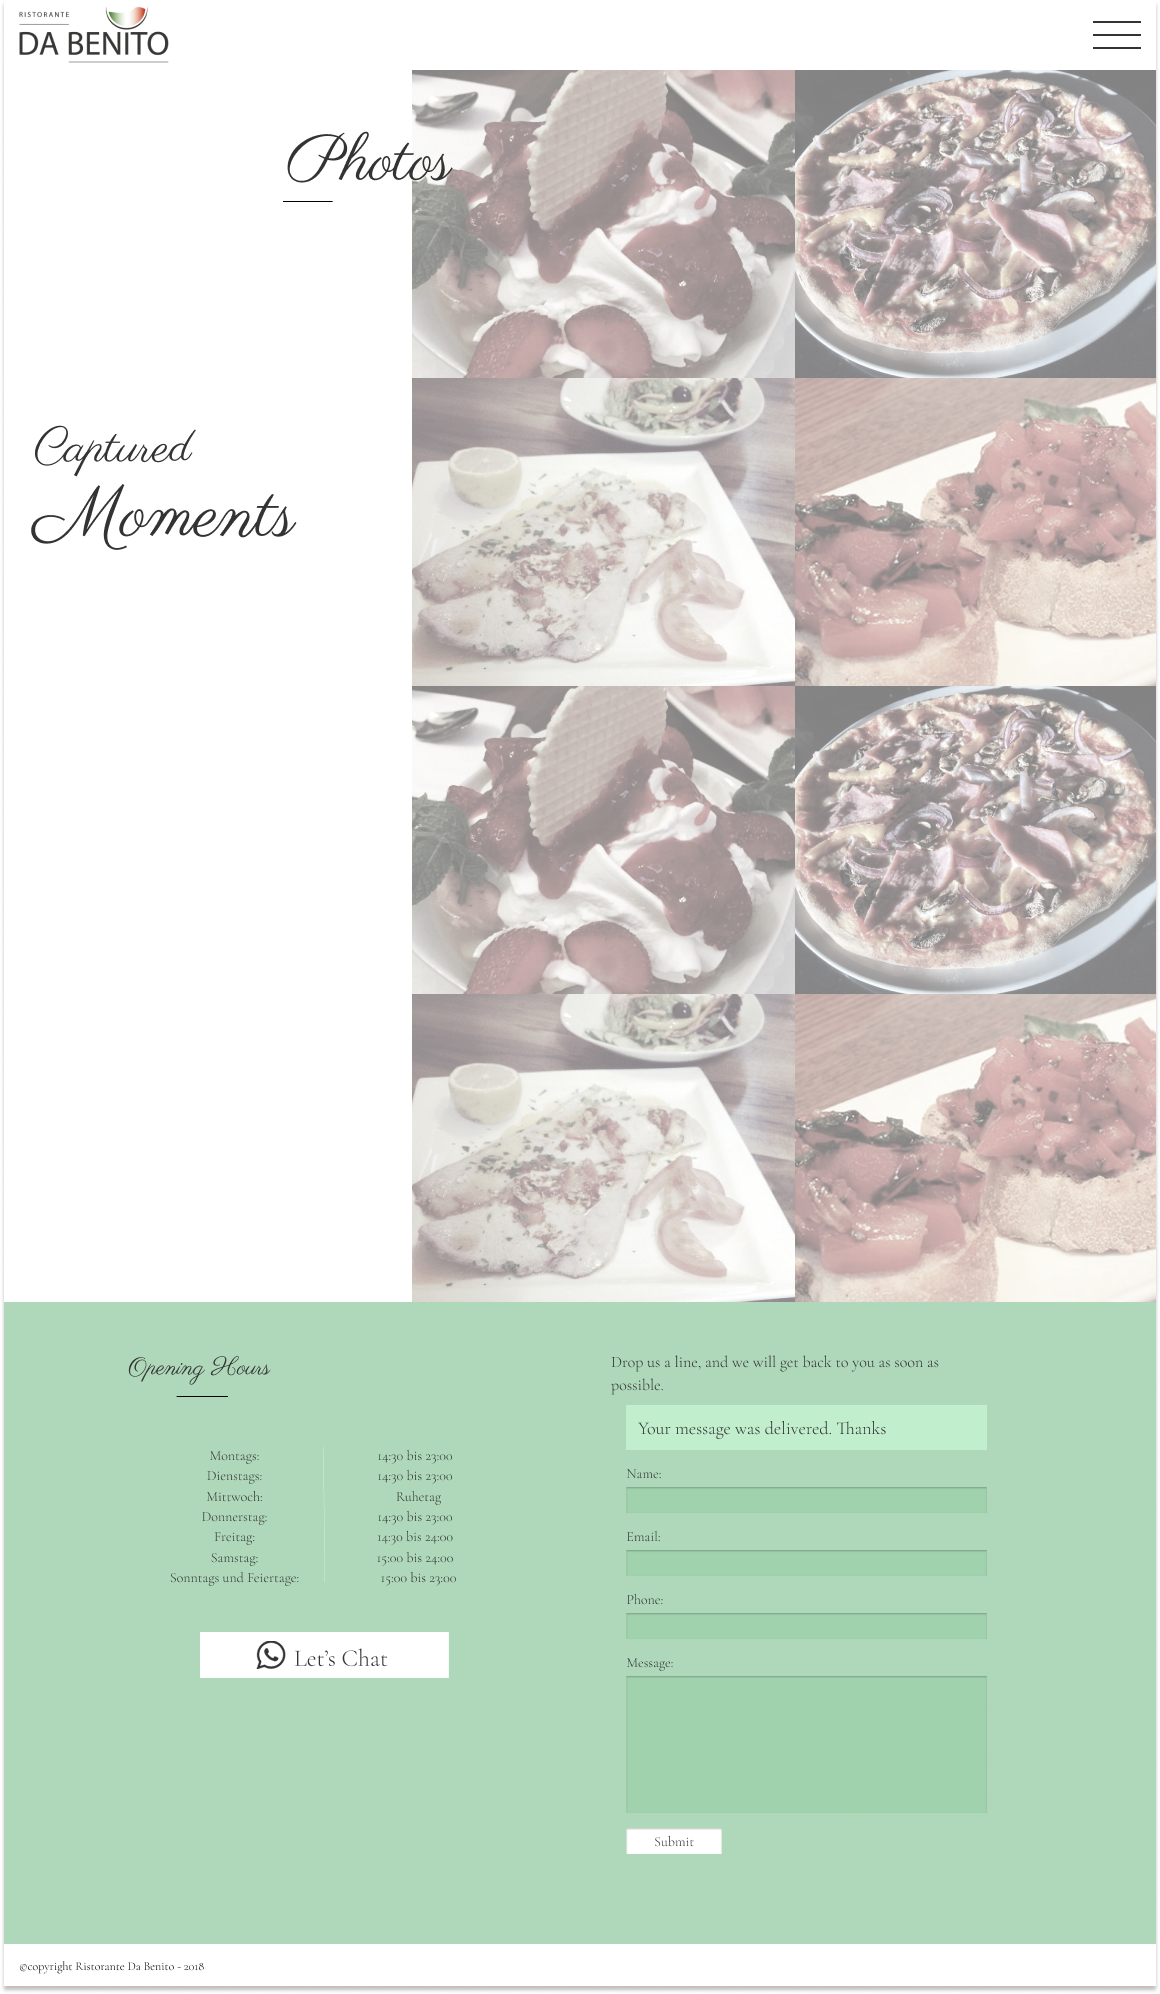 RISTORANTE
DA BENITO
Photos
Captured
Moments
Opening Hours
Montags: 14:30 bis 23:00
Dienstags: 14:30 bis 23:00
Mittwoch: Ruhetag
Donnerstag: 14:30 bis 23:00
Freitag: 14:30 bis 24:00
Samstag: 15:00 bis 24:00
Sonntags und Feiertage: 15:00 bis 23:00
Let’s Chat
Drop us a line, and we will get back to you as soon as
possible.
Your message was delivered. Thanks
Name:
Email:
Phone:
Message:
Submit
©copyright Ristorante Da Benito - 2018